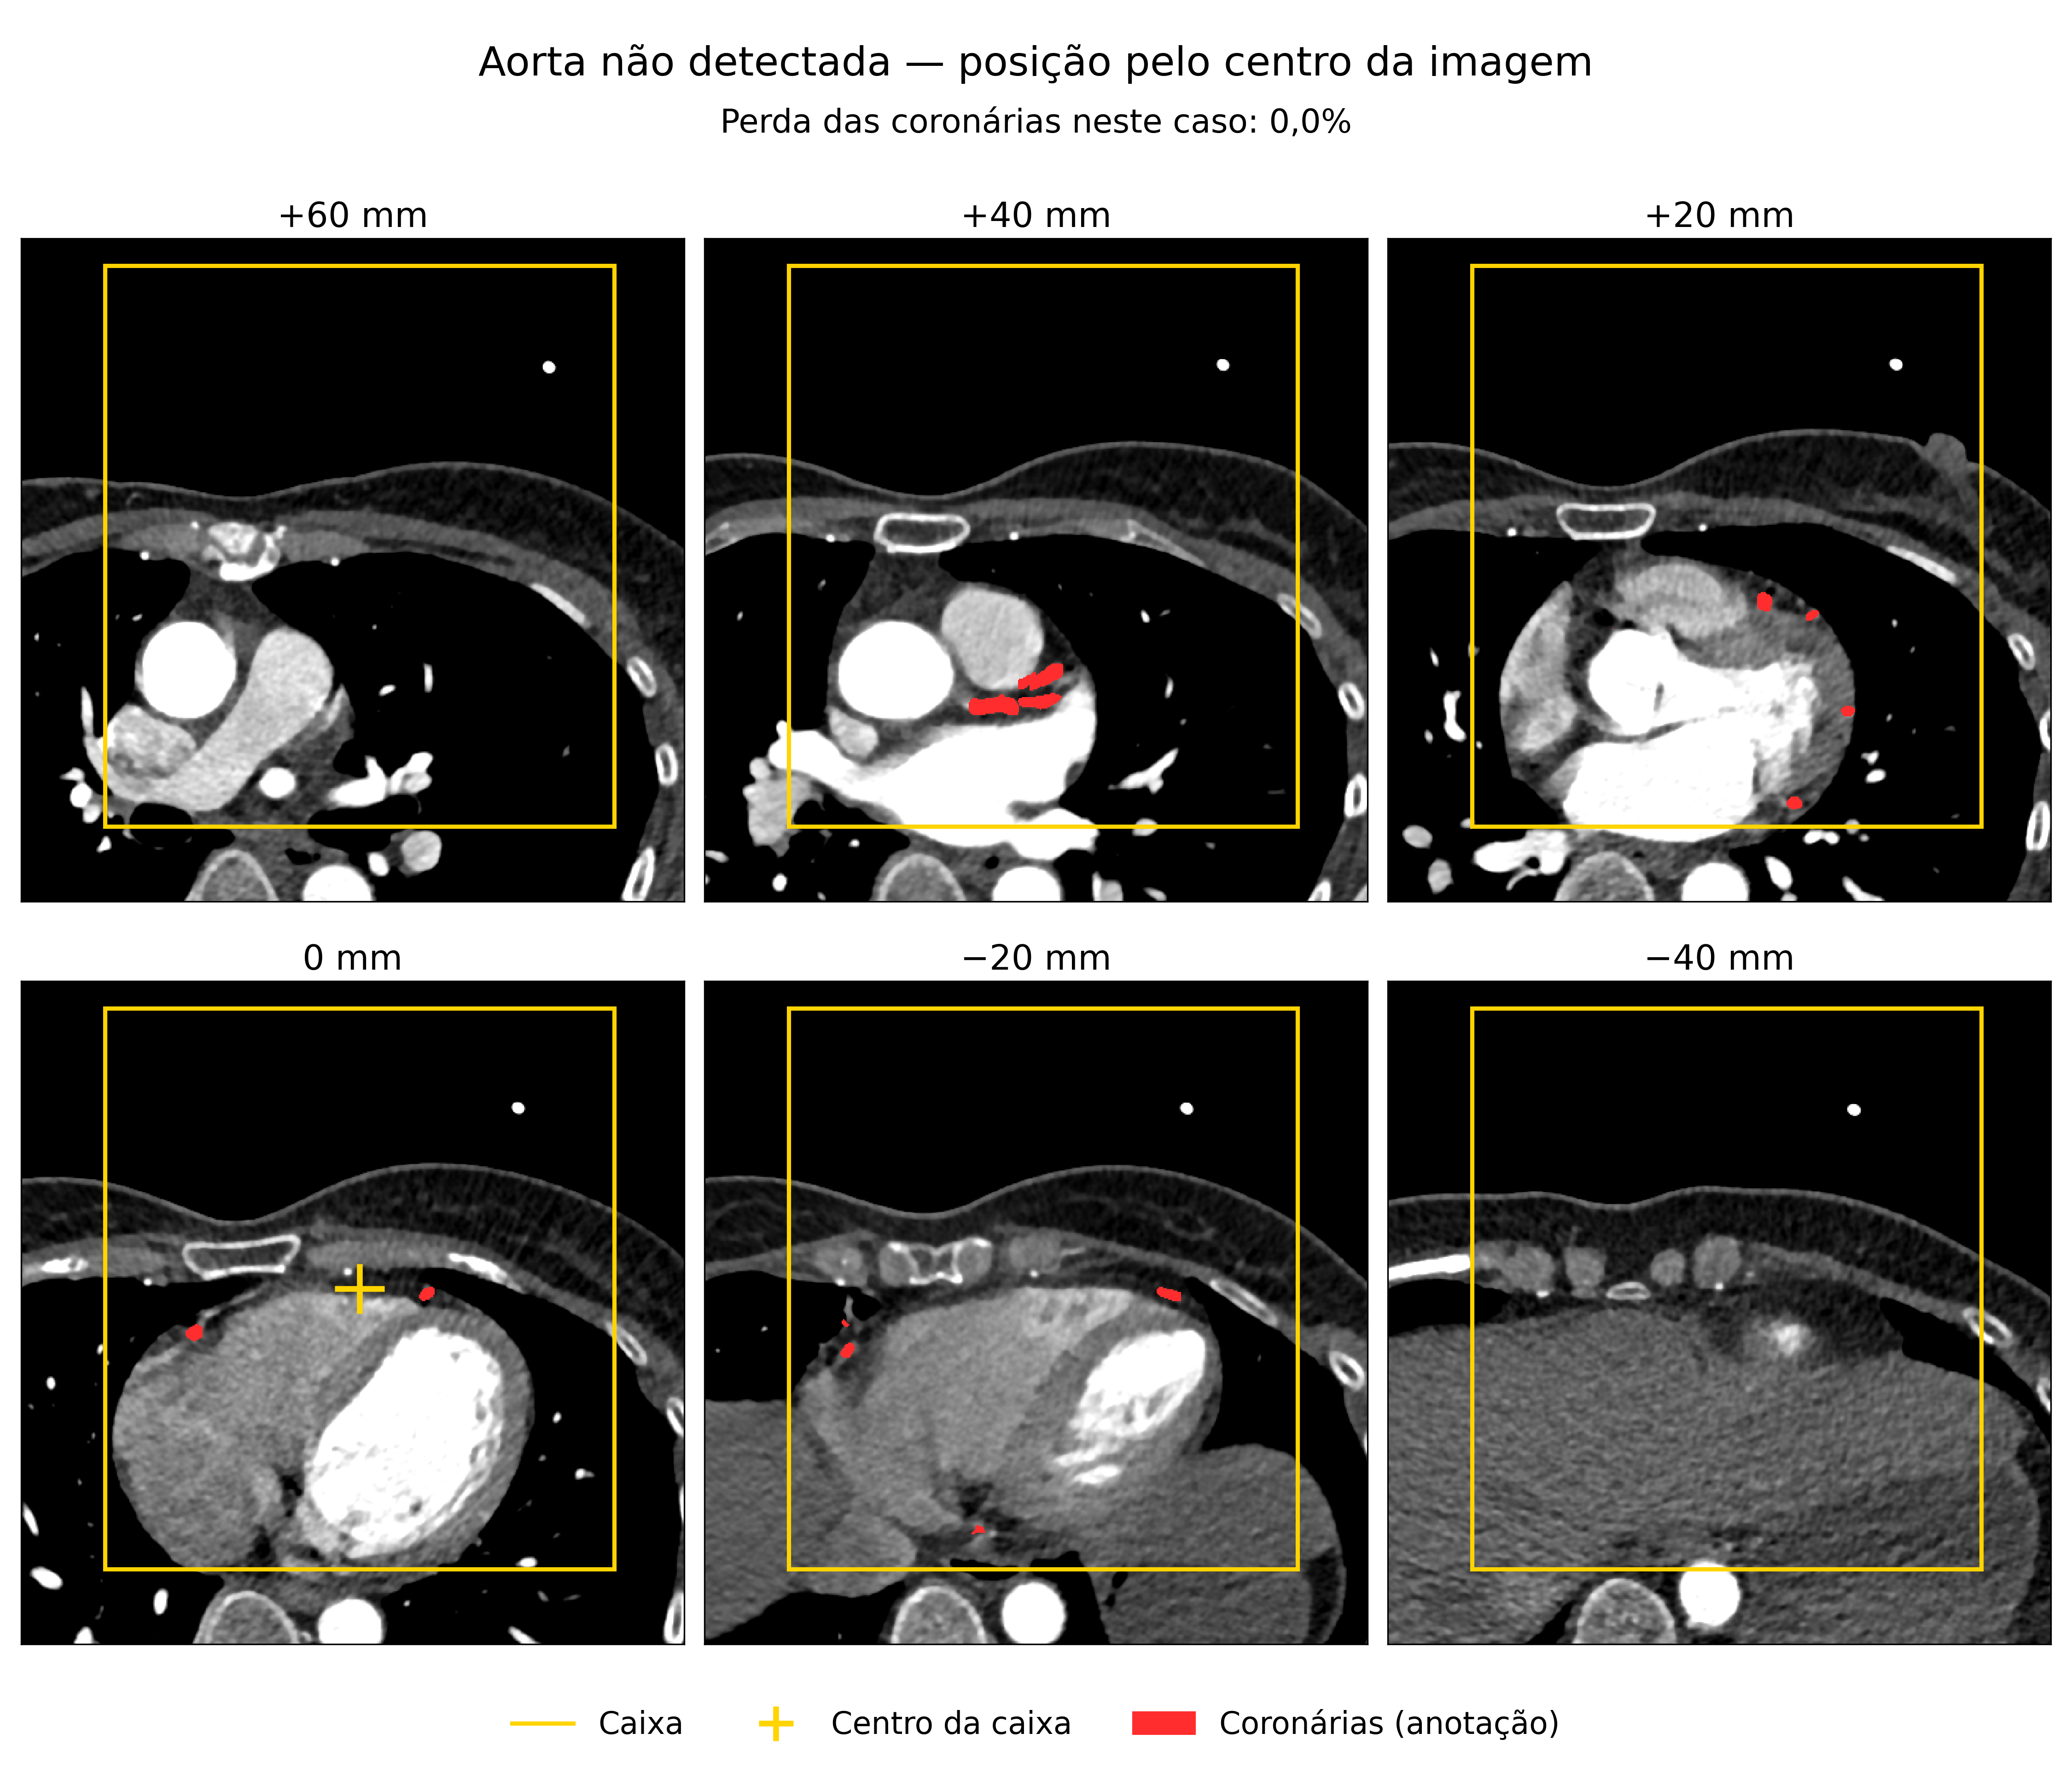 Aorta não detectada — posição pelo centro da imagem
Perda das coronárias neste caso: 0,0%
+60 mm
+40 mm
+20 mm
0 mm
−20 mm
−40 mm
Caixa
Centro da caixa
Coronárias (anotação)